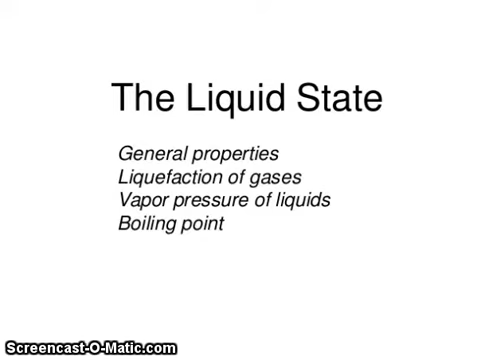 The Liquid State
General properties
Liquefaction of gases
Vapor pressure of liquids
Boiling point
Screencast-O-Matic.com